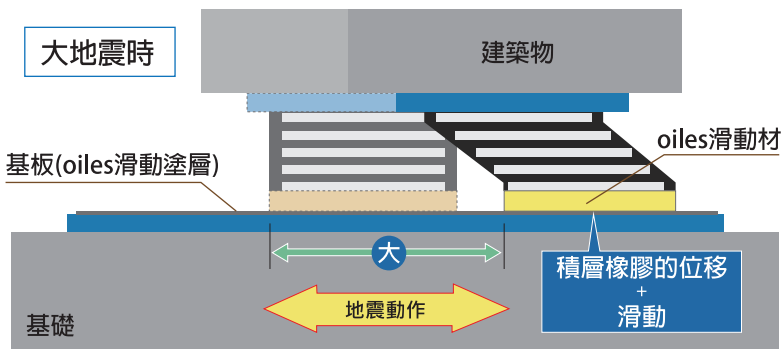 大地震時
建築物
oiles滑動材
基板(oiles滑動塗層)
大
積層橡膠的位移
+
滑動
地震動作
基礎